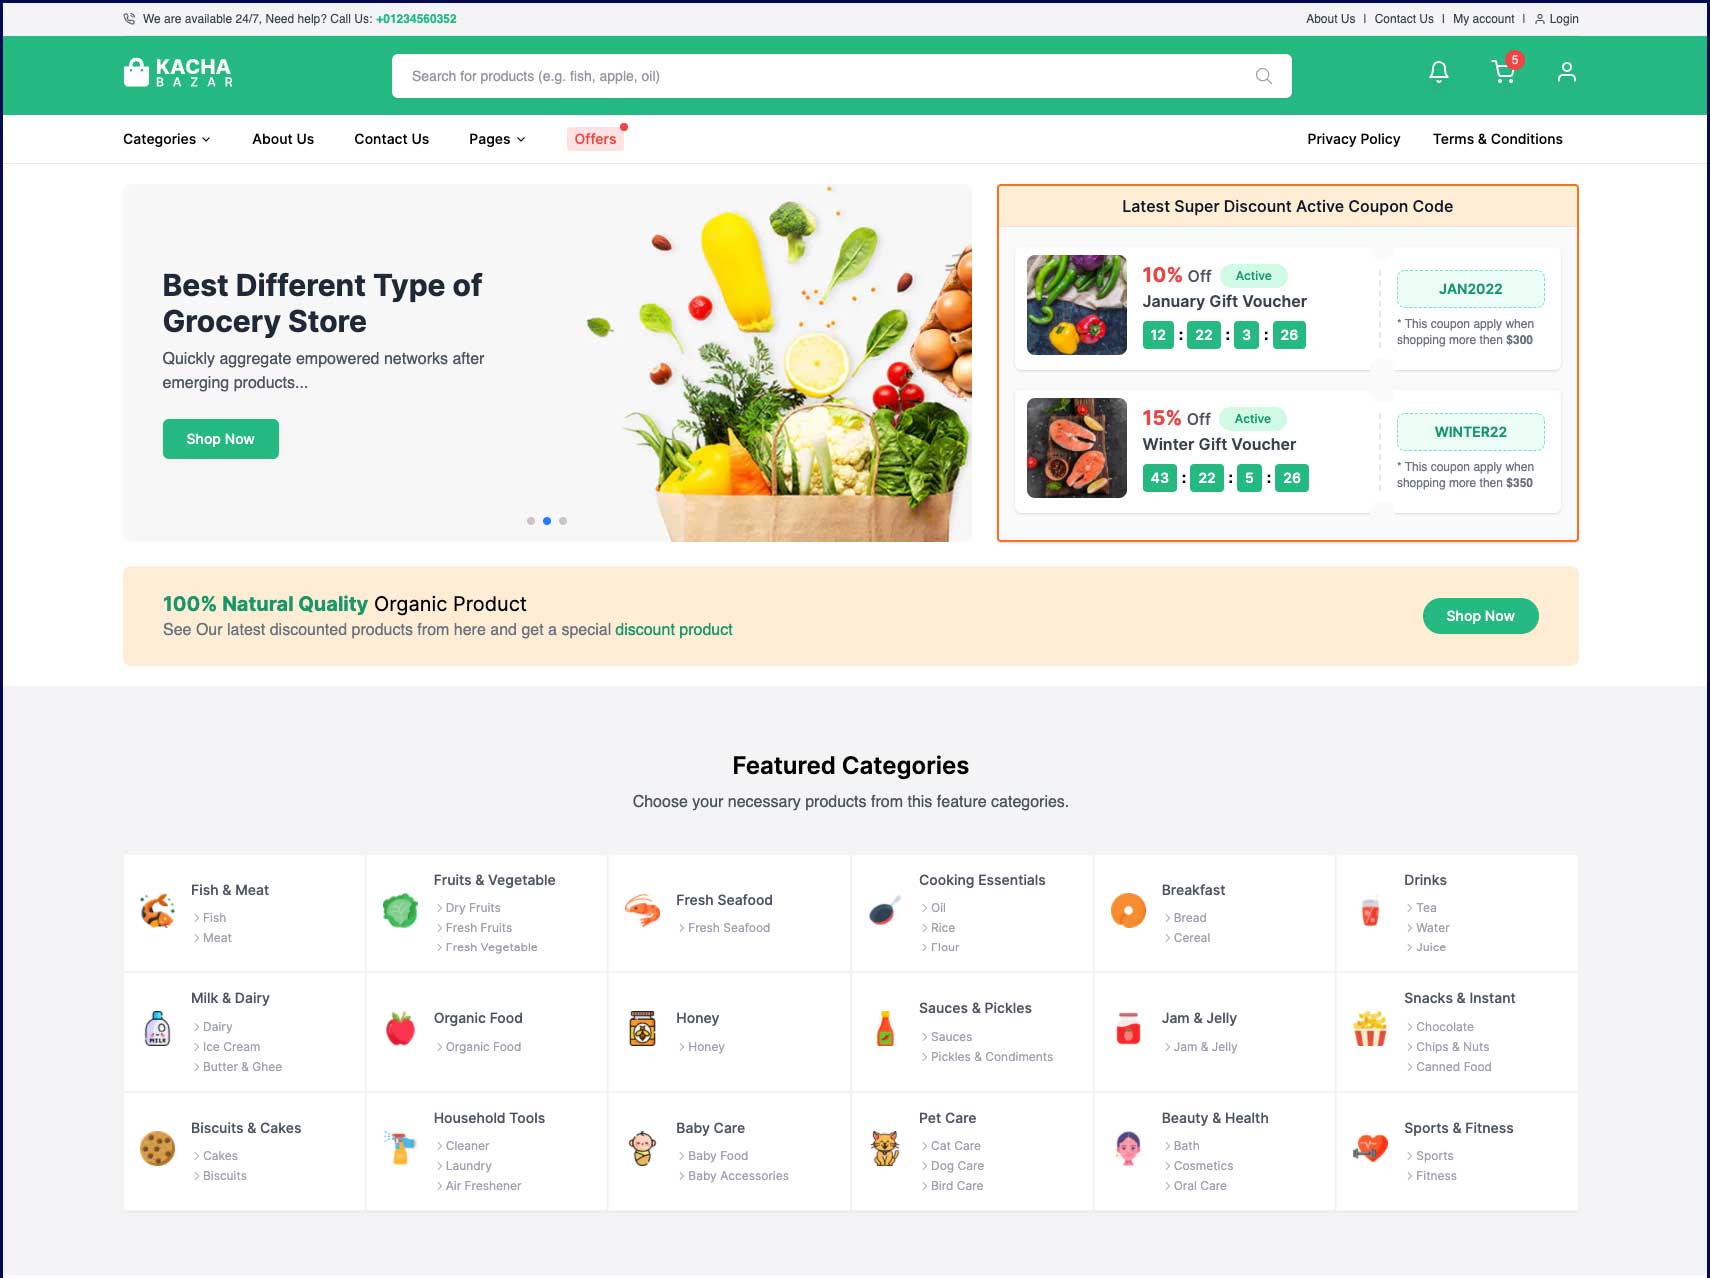 We are available 24/7, Need help? Call Us: +01234560352
About Us | Contact Us | My account | Login
KACHA
BAZAR
Search for products (e.g. fish, apple, oil)
5
Categories About Us Contact Us Pages Offers Privacy Policy Terms & Conditions
Best Different Type of
Grocery Store
Quickly aggregate empowered networks after
emerging products...
Shop Now
Latest Super Discount Active Coupon Code
10% Off Active
January Gift Voucher
12 : 22 : 3 : 26
JAN2022
* This coupon apply when
shopping more then $300
15% Off Active
Winter Gift Voucher
43 : 22 : 5 : 26
WINTER22
* This coupon apply when
shopping more then $350
100% Natural Quality Organic Product
See Our latest discounted products from here and get a special discount product
Shop Now
Featured Categories
Choose your necessary products from this feature categories.
Fish & Meat
Fish
Meat
Fruits & Vegetable
Dry Fruits
Fresh Fruits
Fresh Vegetable
Fresh Seafood
Fresh Seafood
Cooking Essentials
Oil
Rice
Flour
Breakfast
Bread
Cereal
Drinks
Tea
Water
Juice
Milk & Dairy
Dairy
Ice Cream
Butter & Ghee
MILK
Organic Food
Organic Food
Honey
Honey
Sauces & Pickles
Sauces
Pickles & Condiments
Jam & Jelly
Jam & Jelly
Snacks & Instant
Chocolate
Chips & Nuts
Canned Food
Biscuits & Cakes
Cakes
Biscuits
Household Tools
Cleaner
Laundry
Air Freshener
Baby Care
Baby Food
Baby Accessories
Pet Care
Cat Care
Dog Care
Bird Care
Beauty & Health
Bath
Cosmetics
Oral Care
Sports & Fitness
Sports
Fitness